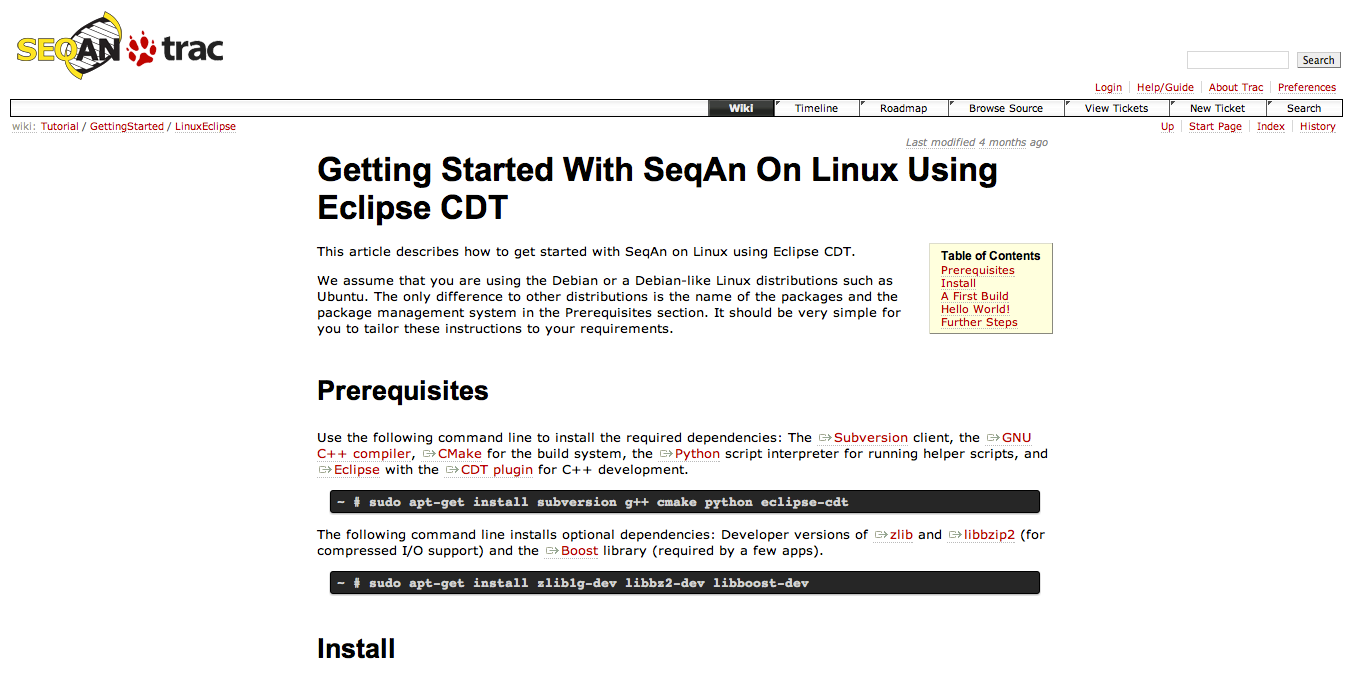 SEQAN trac
Search
Login Help/Guide About Trac Preferences
Wiki Timeline Roadmap Browse Source View Tickets New Ticket Search
wiki: Tutorial / GettingStarted / LinuxEclipse
Up Start Page Index History
Last modified 4 months ago
Getting Started With SeqAn On Linux Using
Eclipse CDT
This article describes how to get started with SeqAn on Linux using Eclipse CDT.
We assume that you are using the Debian or a Debian-like Linux distributions such as
Ubuntu. The only difference to other distributions is the name of the packages and the
package management system in the Prerequisites section. It should be very simple for
you to tailor these instructions to your requirements.
Table of Contents
Prerequisites
Install
A First Build
Hello World!
Further Steps
Prerequisites
Use the following command line to install the required dependencies: The Subversion client, the GNU
C++ compiler, CMake for the build system, the Python script interpreter for running helper scripts, and
Eclipse with the CDT plugin for C++ development.
~ # sudo apt-get install subversion g++ cmake python eclipse-cdt
The following command line installs optional dependencies: Developer versions of zlib and libbzip2 (for
compressed I/O support) and the Boost library (required by a few apps).
~ # sudo apt-get install zlib1g-dev libbz2-dev libboost-dev
Install